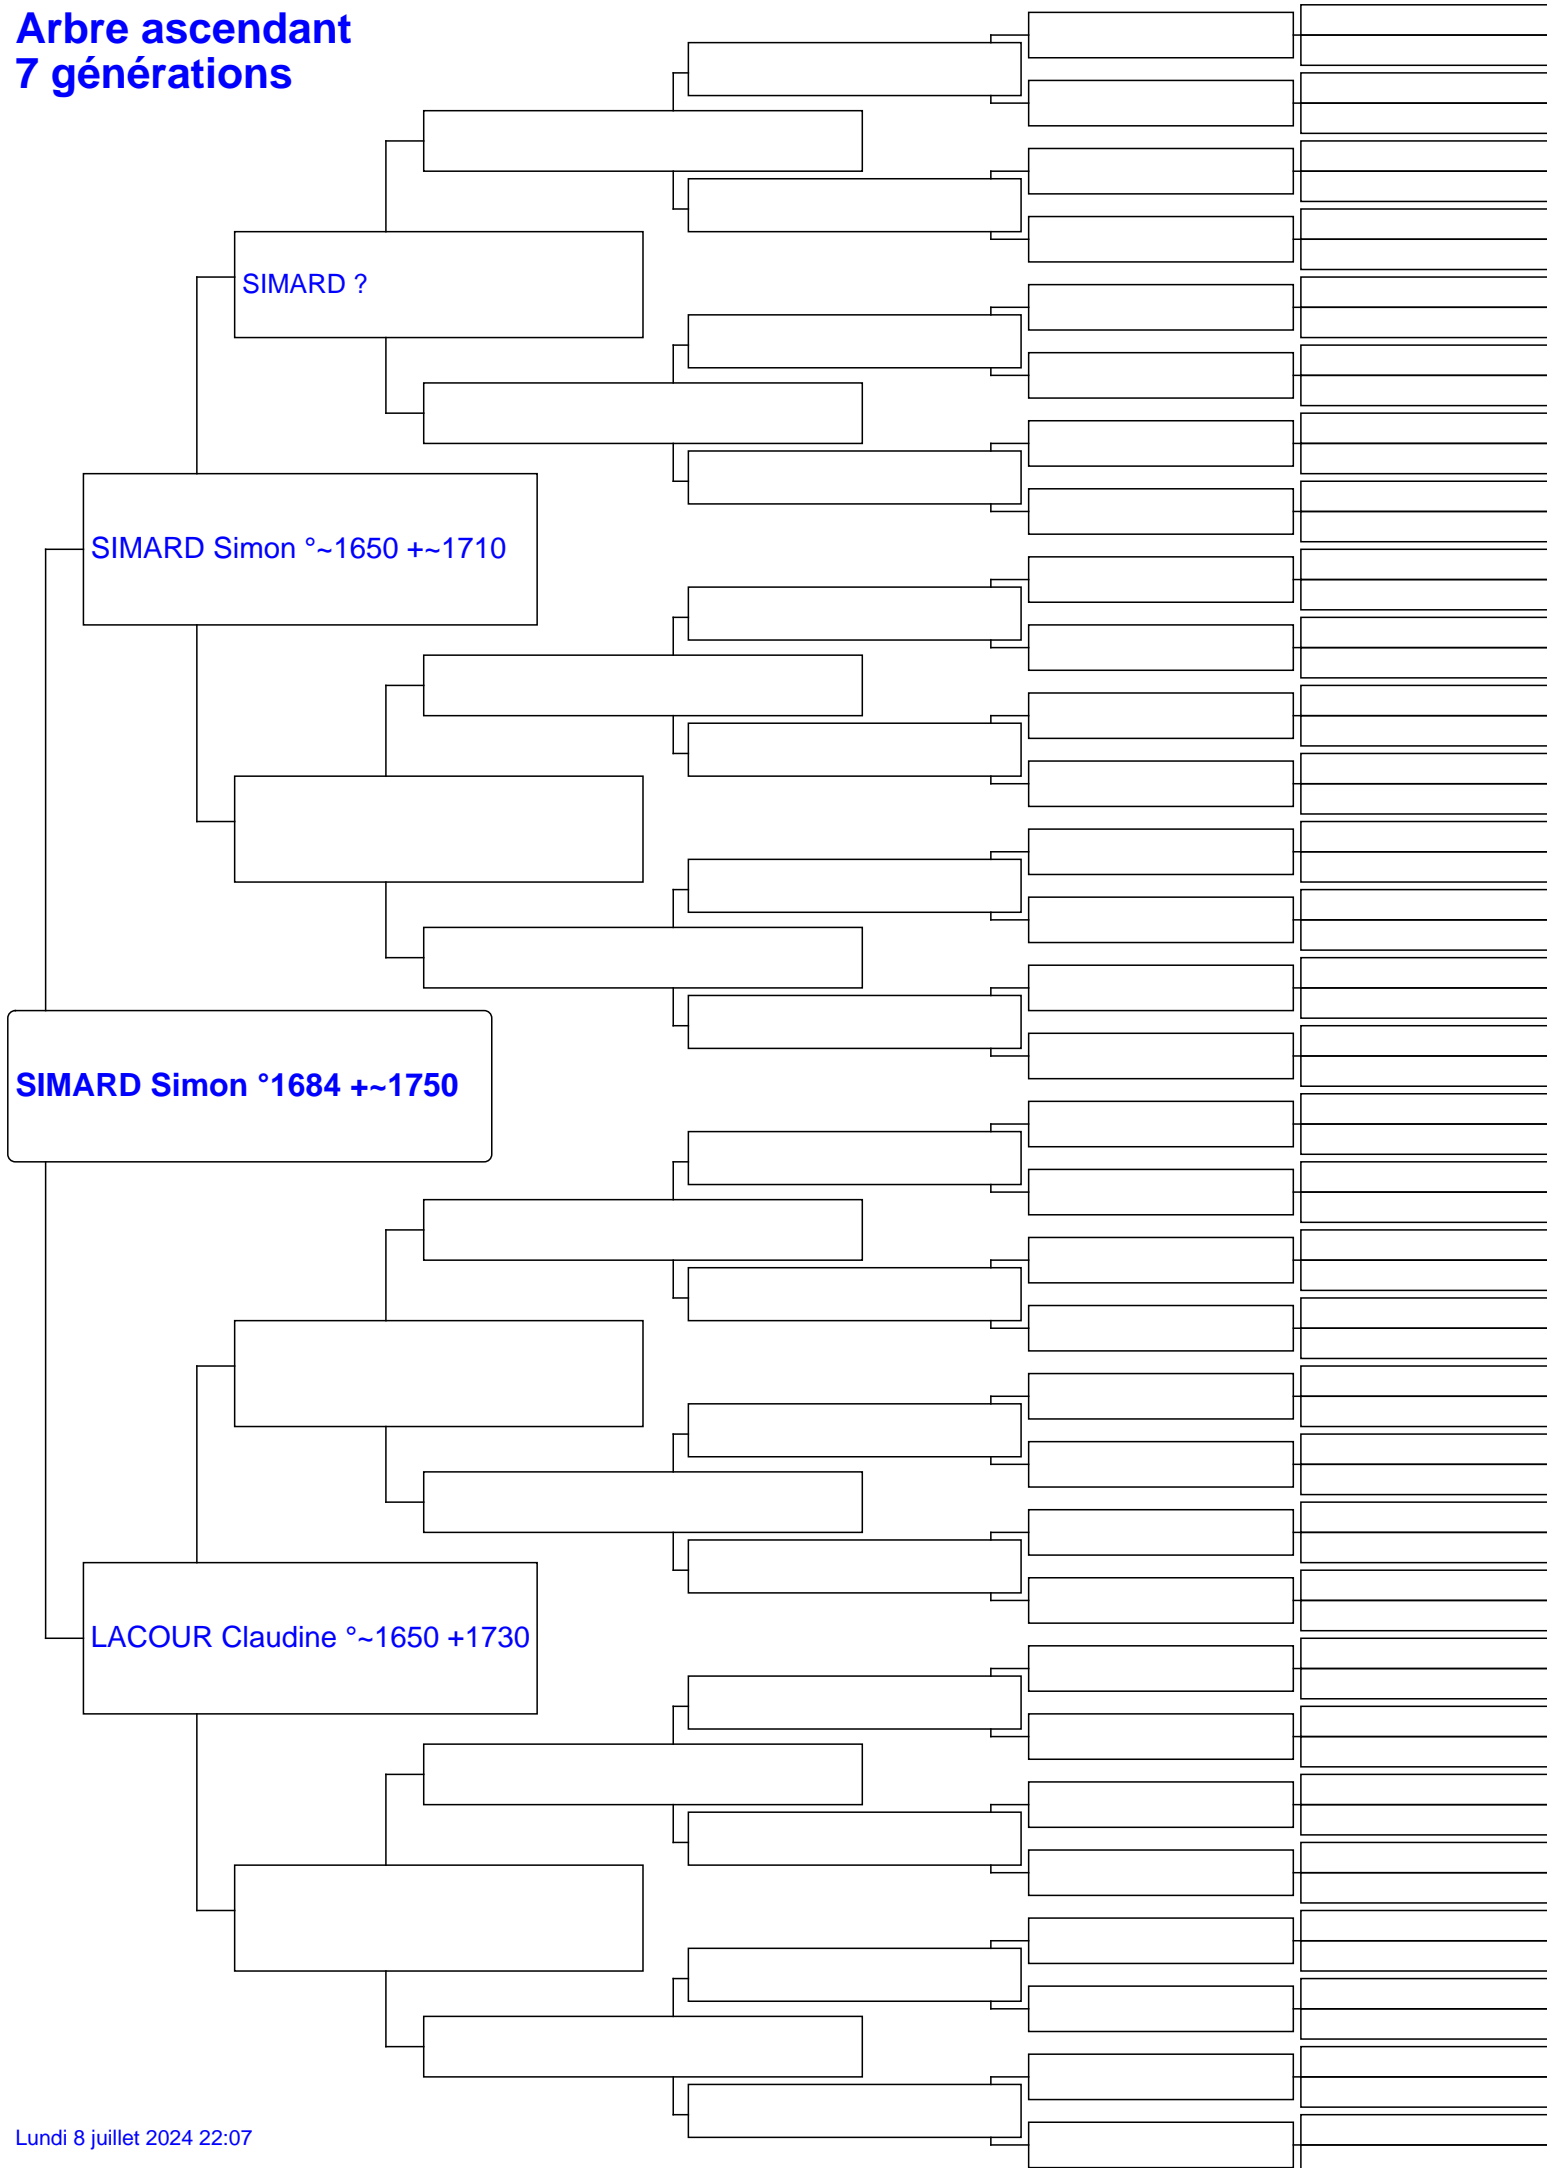 Arbre ascendant
7 générations
SIMARD ?
SIMARD Simon °~1650 +~1710
SIMARD Simon °1684 +~1750
LACOUR Claudine °~1650 +1730
Lundi 8 juillet 2024 22:07